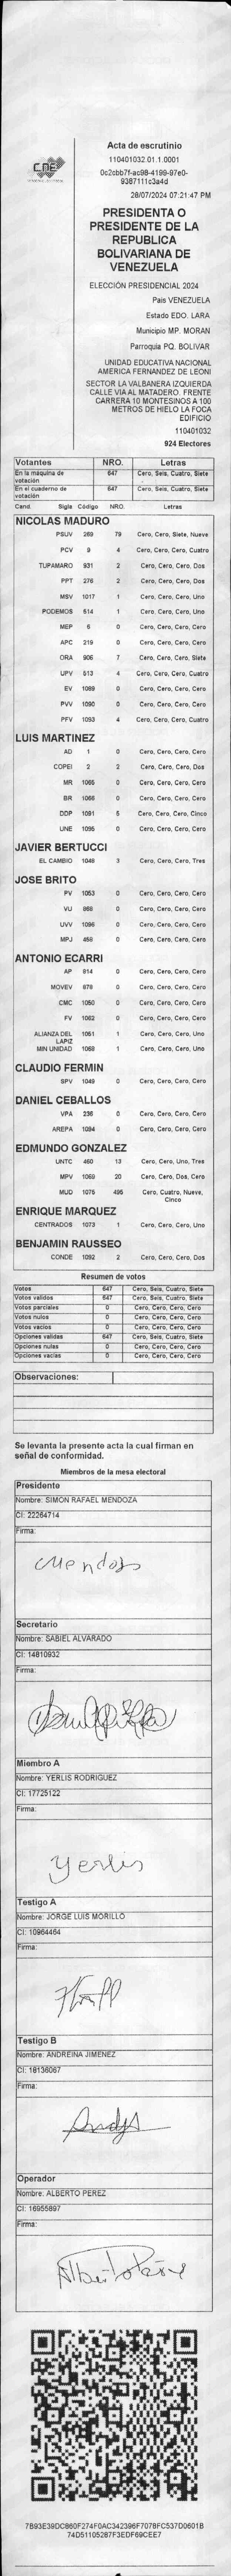 CNE
Acta de escrutinio
110401032.01.1.0001
0c2cbb7f-ac98-4199-97e0-
9387111c3a4d
28/07/2024 07:21:47 PM
PRESIDENTA O
PRESIDENTE DE LA
REPUBLICA
BOLIVARIANA DE
VENEZUELA
ELECCIÓN PRESIDENCIAL 2024
Pais VENEZUELA
Estado EDO. LARA
Municipio MP. MORAN
Parroquia PQ. BOLIVAR
UNIDAD EDUCATIVA NACIONAL
AMERICA FERNANDEZ DE LEONI
SECTOR LA VALBANERA IZQUIERDA
CALLE VIA AL MATADERO. FRENTE
CARRERA 10 MONTESINOS A 100
METROS DE HIELO LA FOCA
EDIFICIO
110401032
924 Electores
Votantes NRO. Letras
En la maquina de votación 647 Cero, Seis, Cuatro, Siete
En el cuaderno de votación 647 Cero, Seis, Cuatro, Siete
Cand. Sigla Código NRO. Letras
NICOLAS MADURO
PSUV 269 79 Cero, Cero, Siete, Nueve
PCV 9 4 Cero, Cero, Cero, Cuatro
TUPAMARO 931 2 Cero, Cero, Cero, Dos
PPT 276 2 Cero, Cero, Cero, Dos
MSV 1017 1 Cero, Cero, Cero, Uno
PODEMOS 514 1 Cero, Cero, Cero, Uno
MEP 6 0 Cero, Cero, Cero, Cero
APC 219 0 Cero, Cero, Cero, Cero
ORA 906 7 Cero, Cero, Cero, Siete
UPV 513 4 Cero, Cero, Cero, Cuatro
EV 1089 0 Cero, Cero, Cero, Cero
PVV 1090 0 Cero, Cero, Cero, Cero
PFV 1093 4 Cero, Cero, Cero, Cuatro
LUIS MARTINEZ
AD 1 0 Cero, Cero, Cero, Cero
COPEI 2 2 Cero, Cero, Cero, Dos
MR 1065 0 Cero, Cero, Cero, Cero
BR 1066 0 Cero, Cero, Cero, Cero
DDP 1091 5 Cero, Cero, Cero, Cinco
UNE 1095 0 Cero, Cero, Cero, Cero
JAVIER BERTUCCI
EL CAMBIO 1048 3 Cero, Cero, Cero, Tres
JOSE BRITO
PV 1053 0 Cero, Cero, Cero, Cero
VU 868 0 Cero, Cero, Cero, Cero
UVV 1096 0 Cero, Cero, Cero, Cero
MPJ 458 0 Cero, Cero, Cero, Cero
ANTONIO ECARRI
AP 814 0 Cero, Cero, Cero, Cero
MOVEV 878 0 Cero, Cero, Cero, Cero
CMC 1050 0 Cero, Cero, Cero, Cero
FV 1062 0 Cero, Cero, Cero, Cero
ALIANZA DEL LAPIZ 1051 1 Cero, Cero, Cero, Uno
MIN UNIDAD 1068 1 Cero, Cero, Cero, Uno
CLAUDIO FERMIN
SPV 1049 0 Cero, Cero, Cero, Cero
DANIEL CEBALLOS
VPA 236 0 Cero, Cero, Cero, Cero
AREPA 1094 0 Cero, Cero, Cero, Cero
EDMUNDO GONZALEZ
UNTC 460 13 Cero, Cero, Uno, Tres
MPV 1069 20 Cero, Cero, Dos, Cero
MUD 1075 495 Cero, Cuatro, Nueve,
Cinco
ENRIQUE MARQUEZ
CENTRADOS 1073 1 Cero, Cero, Cero, Uno
BENJAMIN RAUSSEO
CONDE 1092 2 Cero, Cero, Cero, Dos
Resumen de votos
Votos 647 Cero, Seis, Cuatro, Siete
Votos validos 647 Cero, Seis, Cuatro, Siete
Votos parciales 0 Cero, Cero, Cero, Cero
Votos nulos 0 Cero, Cero, Cero, Cero
Votos vacios 0 Cero, Cero, Cero, Cero
Opciones validas 647 Cero, Seis, Cuatro, Siete
Opciones nulas 0 Cero, Cero, Cero, Cero
Opciones vacias 0 Cero, Cero, Cero, Cero
Observaciones:
Se levanta la presente acta la cual firman en
señal de conformidad.
Miembros de la mesa electoral
Presidente
Nombre: SIMON RAFAEL MENDOZA
CI: 22264714
Firma:
Mendoza
Secretario
Nombre: SABIEL ALVARADO
CI: 14810932
Firma:
Miembro A
Nombre: YERLIS RODRIGUEZ
CI: 17725122
Firma:
Yerlis
Testigo A
Nombre: JORGE LUIS MORILLO
CI: 10964464
Firma:
Testigo B
Nombre: ANDREINA JIMENEZ
CI: 18136067
Firma:
Operador
Nombre: ALBERTO PEREZ
CI: 16955897
Firma:
7B93E39DC860F274F0AC342396F7078FC537D0601B
74D51105287F3EDF69CEE7